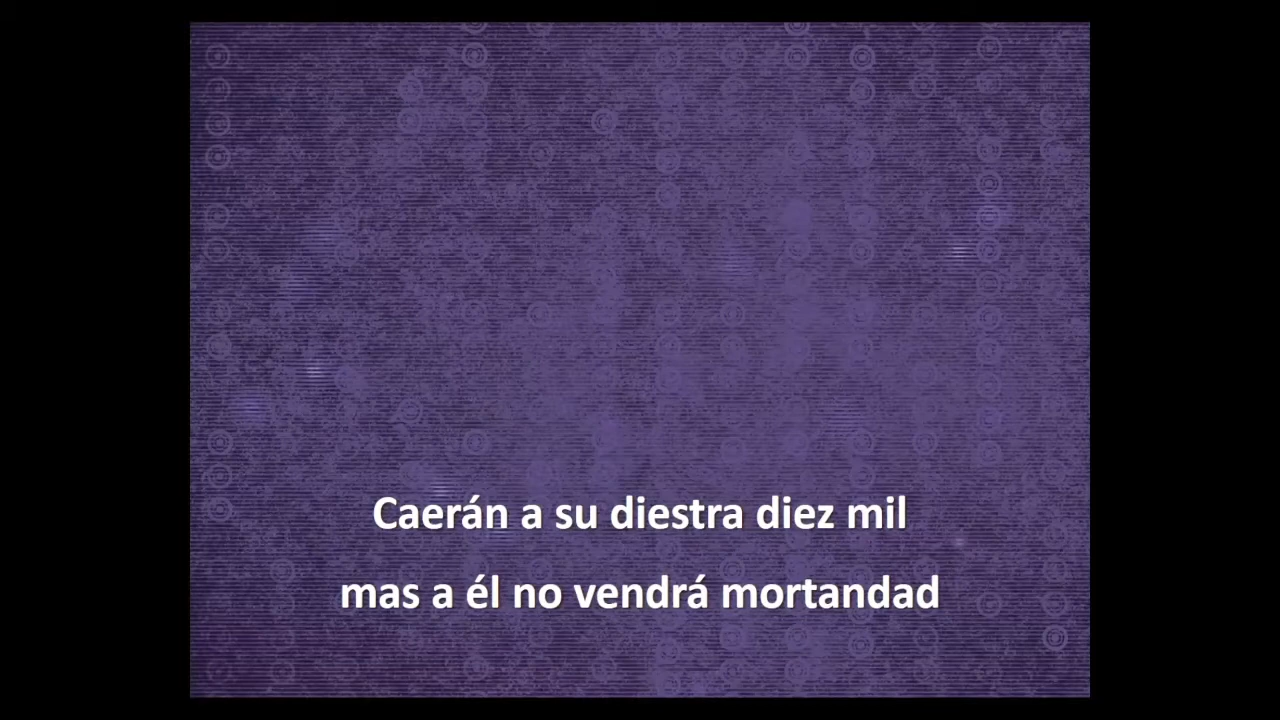 Caerán a su diestra diez mil
mas a él no vendrá mortandad